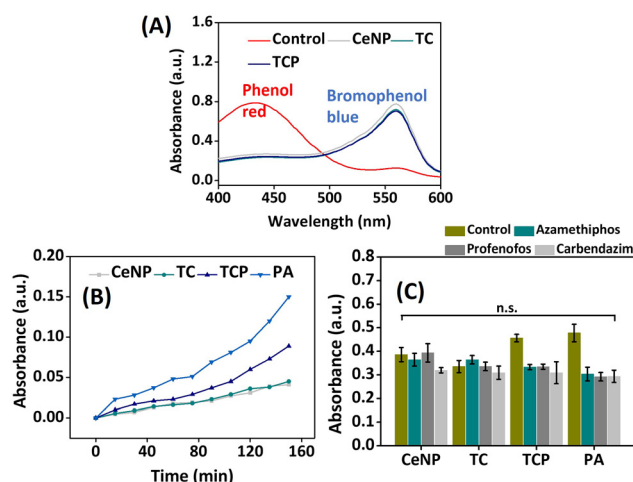 (A)
Control CeNP TC
TCP
Phenol
red
Bromophenol
blue
Absorbance (a.u.)
1.6
1.2
0.8
0.4
0.0
400 450 500 550 600
Wavelength (nm)
CeNP TC TCP PA
(B)
Absorbance (a.u.)
0.15
0.10
0.05
0.00
0 40 80 120 160
Time (min)
Control Azamethiphos
Profenofos Carbendazim
(C)
n.s.
Absorbance (a.u.)
0.8
0.7
0.6
0.5
0.4
0.3
0.2
0.1
0.0
CeNP TC TCP PA